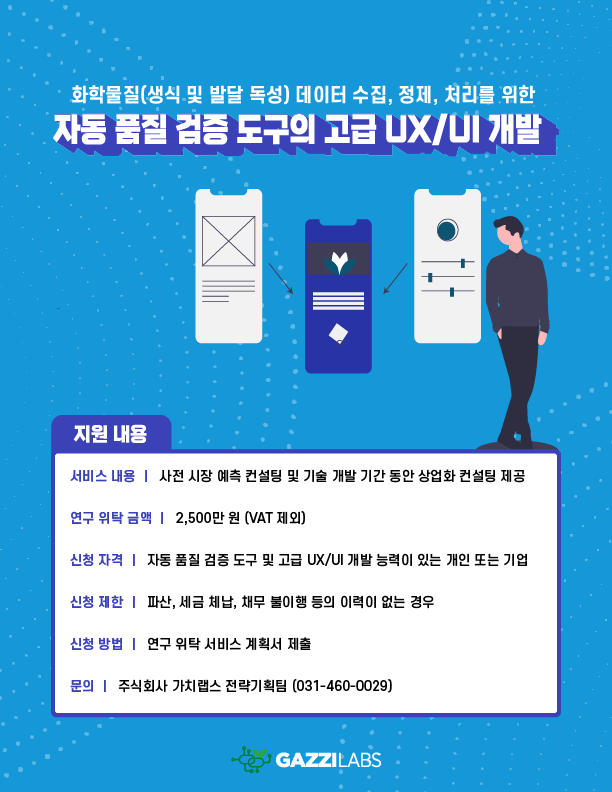 화학물질(생식 및 발달 독성) 데이터 수집, 정제, 처리를 위한
자동 품질 검증 도구의 고급 UX/UI 개발
지원 내용
서비스 내용 | 사전 시장 예측 컨설팅 및 기술 개발 기간 동안 상업화 컨설팅 제공
연구 위탁 금액 | 2,500만 원 (VAT 제외)
신청 자격 | 자동 품질 검증 도구 및 고급 UX/UI 개발 능력이 있는 개인 또는 기업
신청 제한 | 파산, 세금 체납, 채무 불이행 등의 이력이 없는 경우
신청 방법 | 연구 위탁 서비스 계획서 제출
문의 | 주식회사 가치랩스 전략기획팀 (031-460-0029)
GAZZILABS